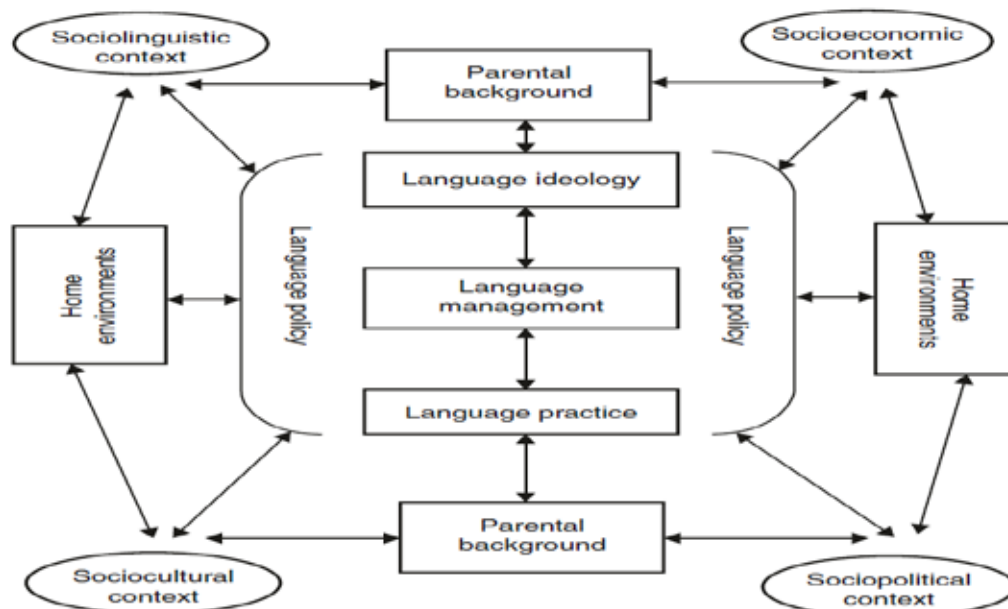 Sociolinguistic
context
Socioeconomic
context
Parental
background
Language ideology
Home
environments
Language policy
Language
management
Language policy
Home
environments
Language practice
Parental
background
Sociocultural
context
Sociopolitical
context